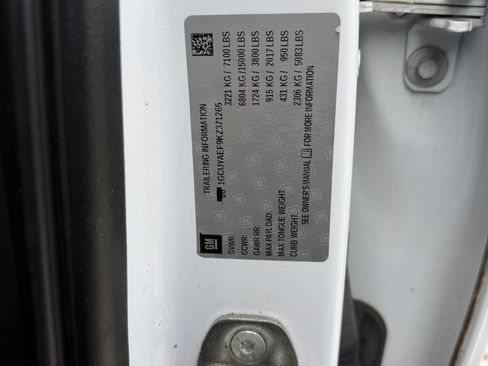 TRAILERING INFORMATION
1GCUYAEF9KZ371265
GM
GVWR: 3221 KG / 7100 LBS
GCWR: 6804 KG /15000 LBS
GAWR RR: 1724 KG / 3800 LBS
MAX PAYLOAD: 915 KG / 2017 LBS
MAX TONGUE WEIGHT: 431 KG / 950 LBS
CURB WEIGHT: 2306 KG / 5083 LBS
SEE OWNER'S MANUAL FOR MORE INFORMATION